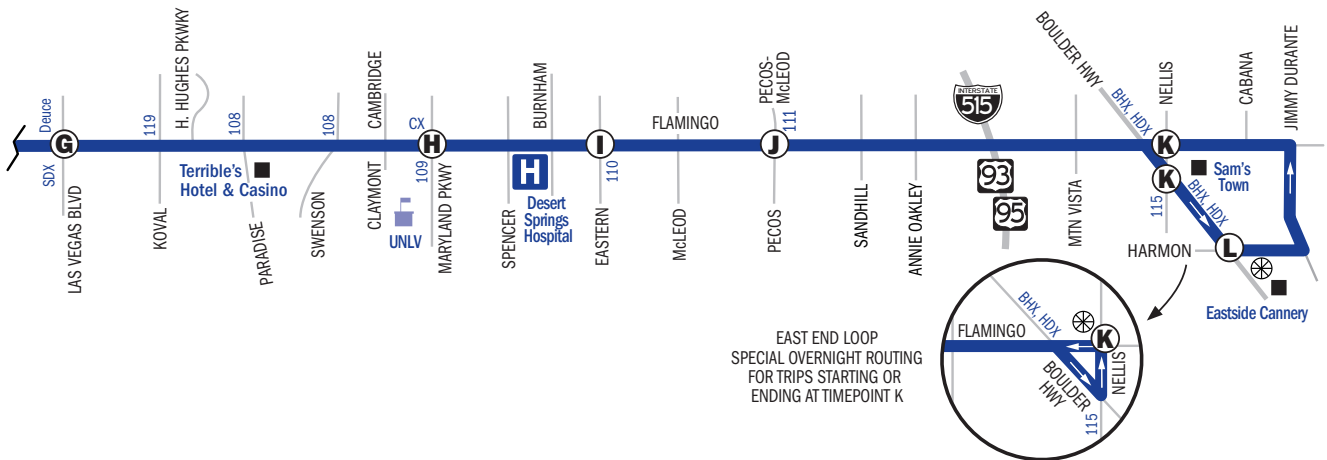 Deuce
SDX
G
LAS VEGAS BLVD
119
KOVAL
H. HUGHES PKWKY
108
Terrible's
Hotel & Casino
PARADISE
108
SWENSON
CAMBRIDGE
CLAYMONT
UNLV
CX
H
109
MARYLAND PKWY
SPENCER
H
Desert
Springs
Hospital
BURNHAM
I
110
EASTERN
FLAMINGO
McLEOD
PECOS-
McLEOD
111
J
PECOS
SANDHILL
ANNIE OAKLEY
INTERSTATE
515
93
95
MTN VISTA
BOULDER HWY
BHX, HDX
NELLIS
K
K
115
Sam's
Town
BHX, HDX
CABANA
JIMMY DURANTE
HARMON
L
Eastside Cannery
EAST END LOOP
SPECIAL OVERNIGHT ROUTING
FOR TRIPS STARTING OR
ENDING AT TIMEPOINT K
FLAMINGO
BHX, HDX
K
NELLIS
BOULDER
HWY
115